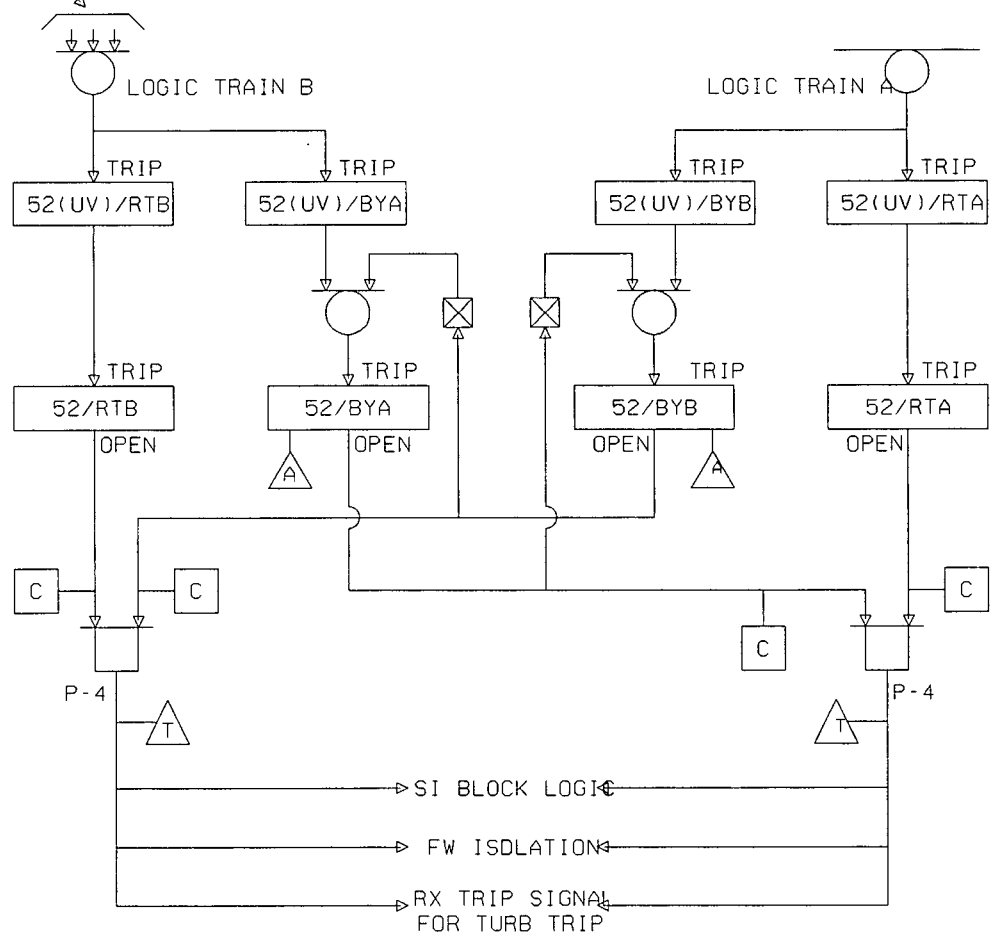 LOGIC TRAIN B
LOGIC TRAIN A
TRIP
TRIP
TRIP
TRIP
52(UV)/RTB
52(UV)/BYA
52(UV)/BYB
52(UV)/RTA
TRIP
TRIP
TRIP
TRIP
52/RTB
52/BYA
52/BYB
52/RTA
OPEN
OPEN
OPEN
OPEN
A
A
C
C
C
C
P-4
P-4
T
T
SI BLOCK LOGIC
FW ISOLATION
RX TRIP SIGNAL
FOR TURB TRIP